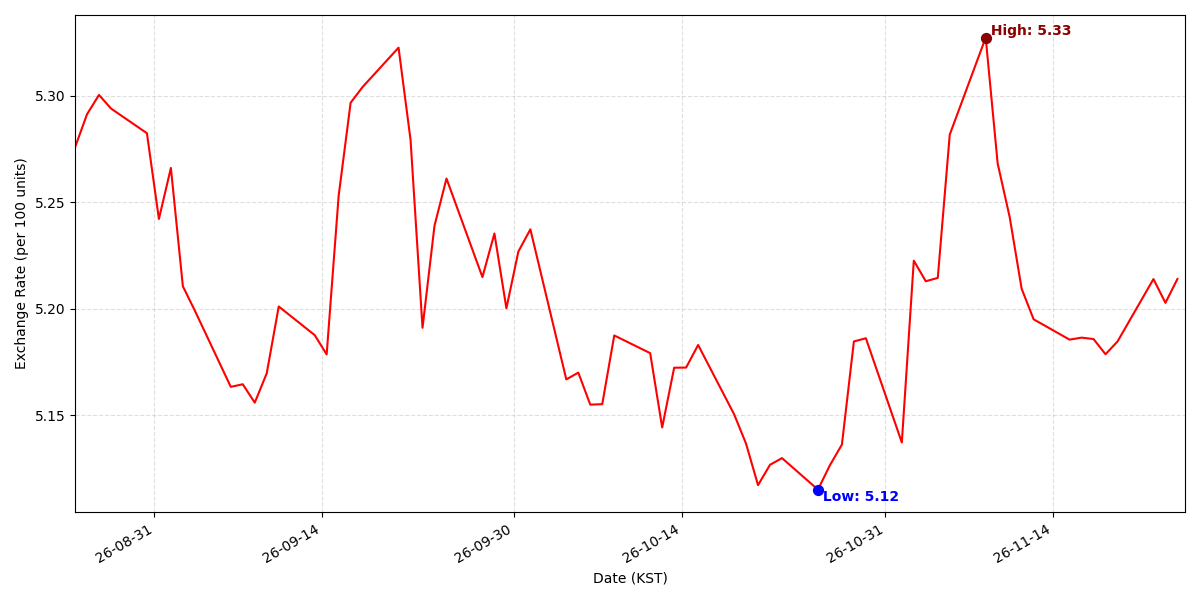 High: 5.33
5.30
5.25
5.20
5.15
Exchange Rate (per 100 units)
Low: 5.12
26-08-31
26-09-14
26-09-30
26-10-14
26-10-31
26-11-14
Date (KST)